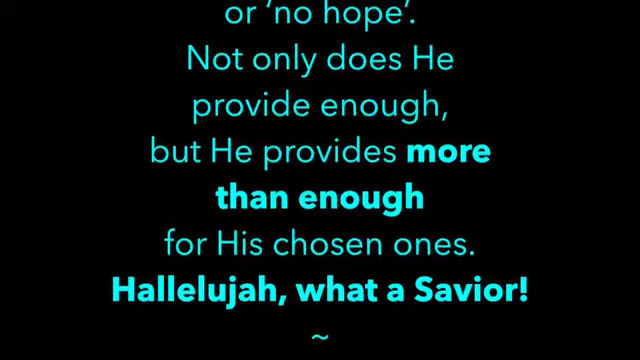 or ‘no hope’.
Not only does He
provide enough,
but He provides more
than enough
for His chosen ones.
Hallelujah, what a Savior!
~